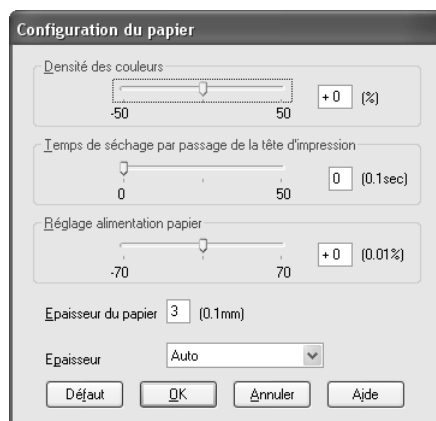 Configuration du papier
Densité des couleurs
+0 (%)
-50 50
Temps de séchage par passage de la tête d'impression
0 (0.1sec)
0 50
Réglage alimentation papier
+0 (0.01%)
-70 70
Epaisseur du papier 3 (0.1mm)
Epaisseur Auto
Défaut OK Annuler Aide